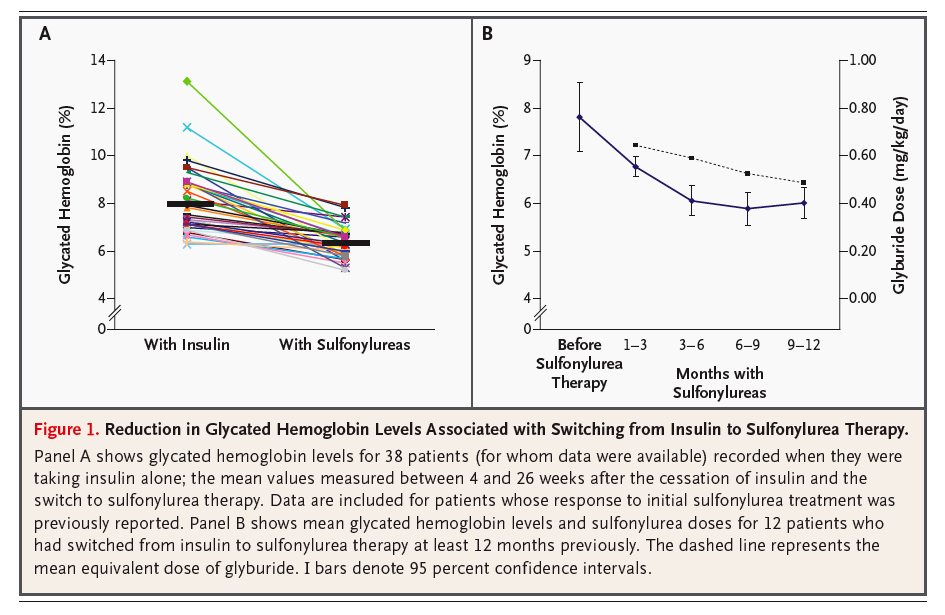 A
B
14
12
10
8
6
4
0
Glycated Hemoglobin (%)
With Insulin
With Sulfonylureas
9
8
7
6
5
4
0
Glycated Hemoglobin (%)
1.00
0.80
0.60
0.40
0.20
0.00
Glyburide Dose (mg/kg/day)
Before
Sulfonylurea
Therapy
1–3
3–6
6–9
9–12
Months with
Sulfonylureas
Figure 1. Reduction in Glycated Hemoglobin Levels Associated with Switching from Insulin to Sulfonylurea Therapy.
Panel A shows glycated hemoglobin levels for 38 patients (for whom data were available) recorded when they were
taking insulin alone; the mean values measured between 4 and 26 weeks after the cessation of insulin and the
switch to sulfonylurea therapy. Data are included for patients whose response to initial sulfonylurea treatment was
previously reported. Panel B shows mean glycated hemoglobin levels and sulfonylurea doses for 12 patients who
had switched from insulin to sulfonylurea therapy at least 12 months previously. The dashed line represents the
mean equivalent dose of glyburide. I bars denote 95 percent confidence intervals.